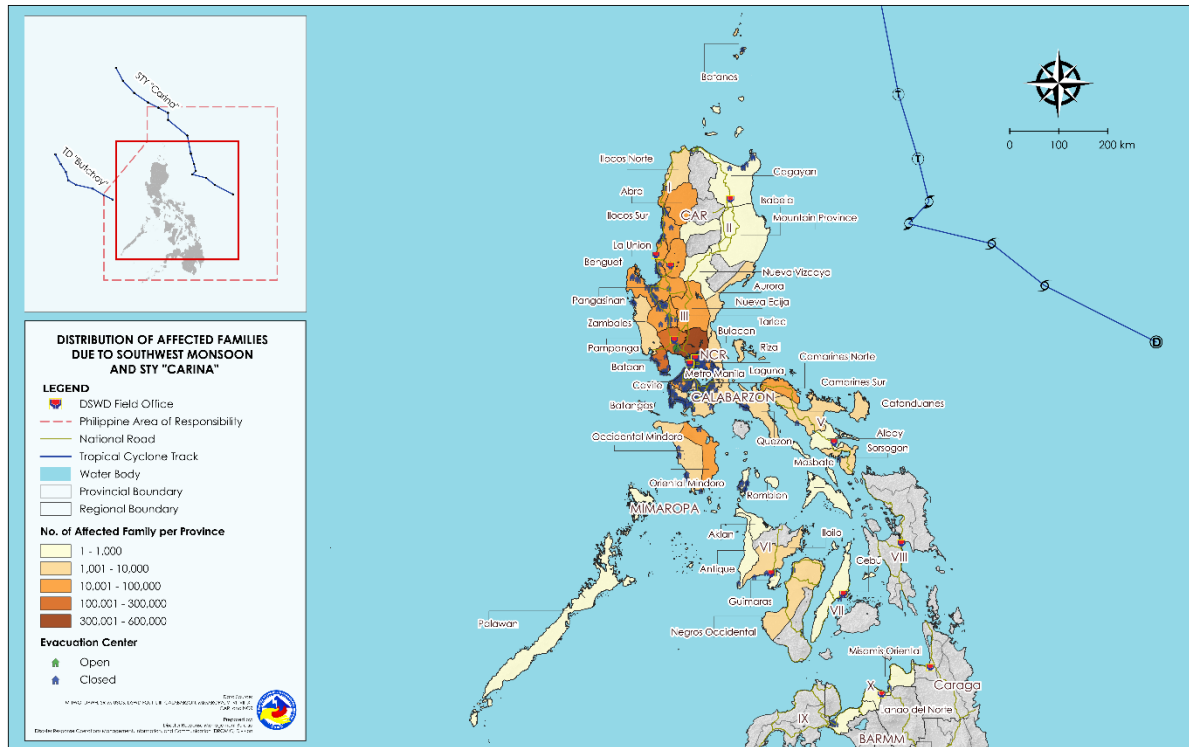 STY "Carina"
TD "Butchoy"
DISTRIBUTION OF AFFECTED FAMILIES
DUE TO SOUTHWEST MONSOON
AND STY "CARINA"
LEGEND
DSWD Field Office
Philippine Area of Responsibility
National Road
Tropical Cyclone Track
Water Body
Provincial Boundary
Regional Boundary
No. of Affected Family per Province
1 - 1,000
1,001 - 10,000
10,001 - 100,000
100,001 - 300,000
300,001 - 600,000
Evacuation Center
Open
Closed
Prepared by:
0 100 200 km
Batanes
Ilocos Norte
I
Cagayan
Abra
Isabela
CAR
Mountain Province
Ilocos Sur
II
La Union
Benguet
Nueva Vizcaya
Aurora
Pangasinan
Nueva Ecija
III
Zambales
Tarlac
Bulacan
Pampanga
Rizal
NCR
Bataan
Metro Manila
Laguna
Camarines Norte
Cavite
Camarines Sur
CALABARZON
Batangas
Catanduanes
V
Occidental Mindoro
Quezon
Albay
Sorsogon
Masbate
Oriental Mindoro
Romblon
MIMAROPA
Aklan
VI
Iloilo
Cebu
VIII
Antique
Guimaras
VII
Palawan
Negros Occidental
Misamis Oriental
X
Caraga
Lanao del Norte
IX
BARMM
T
T
D